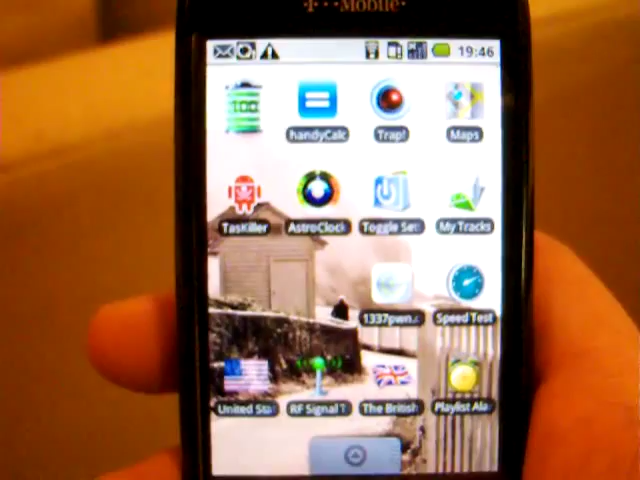 T··Mobile·
19:46
100
handyCalc
Trap!
Maps
TasKiller
AstroClock
Toggle Set
My Tracks
1337pwn.
Speed Test
United Sta
RF Signal T
The British
Playlist Ala